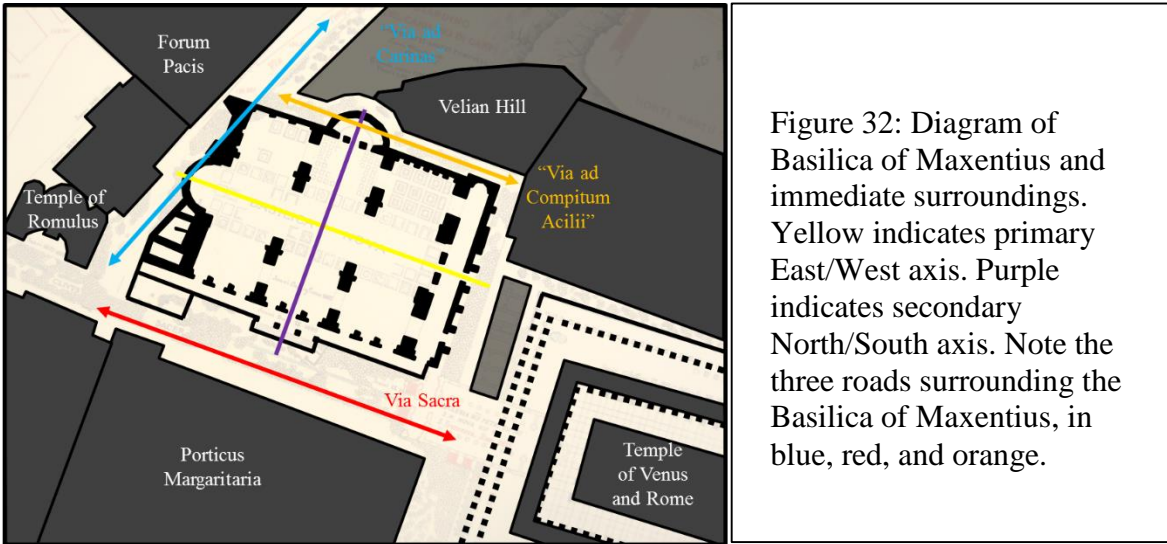 Forum
Pacis
"Via ad
Carinas"
Velian Hill
"Via ad
Compitum
Acilii"
Temple of
Romulus
Via Sacra
Porticus
Margaritaria
Temple
of Venus
and Rome
Figure 32: Diagram of
Basilica of Maxentius and
immediate surroundings.
Yellow indicates primary
East/West axis. Purple
indicates secondary
North/South axis. Note the
three roads surrounding the
Basilica of Maxentius, in
blue, red, and orange.